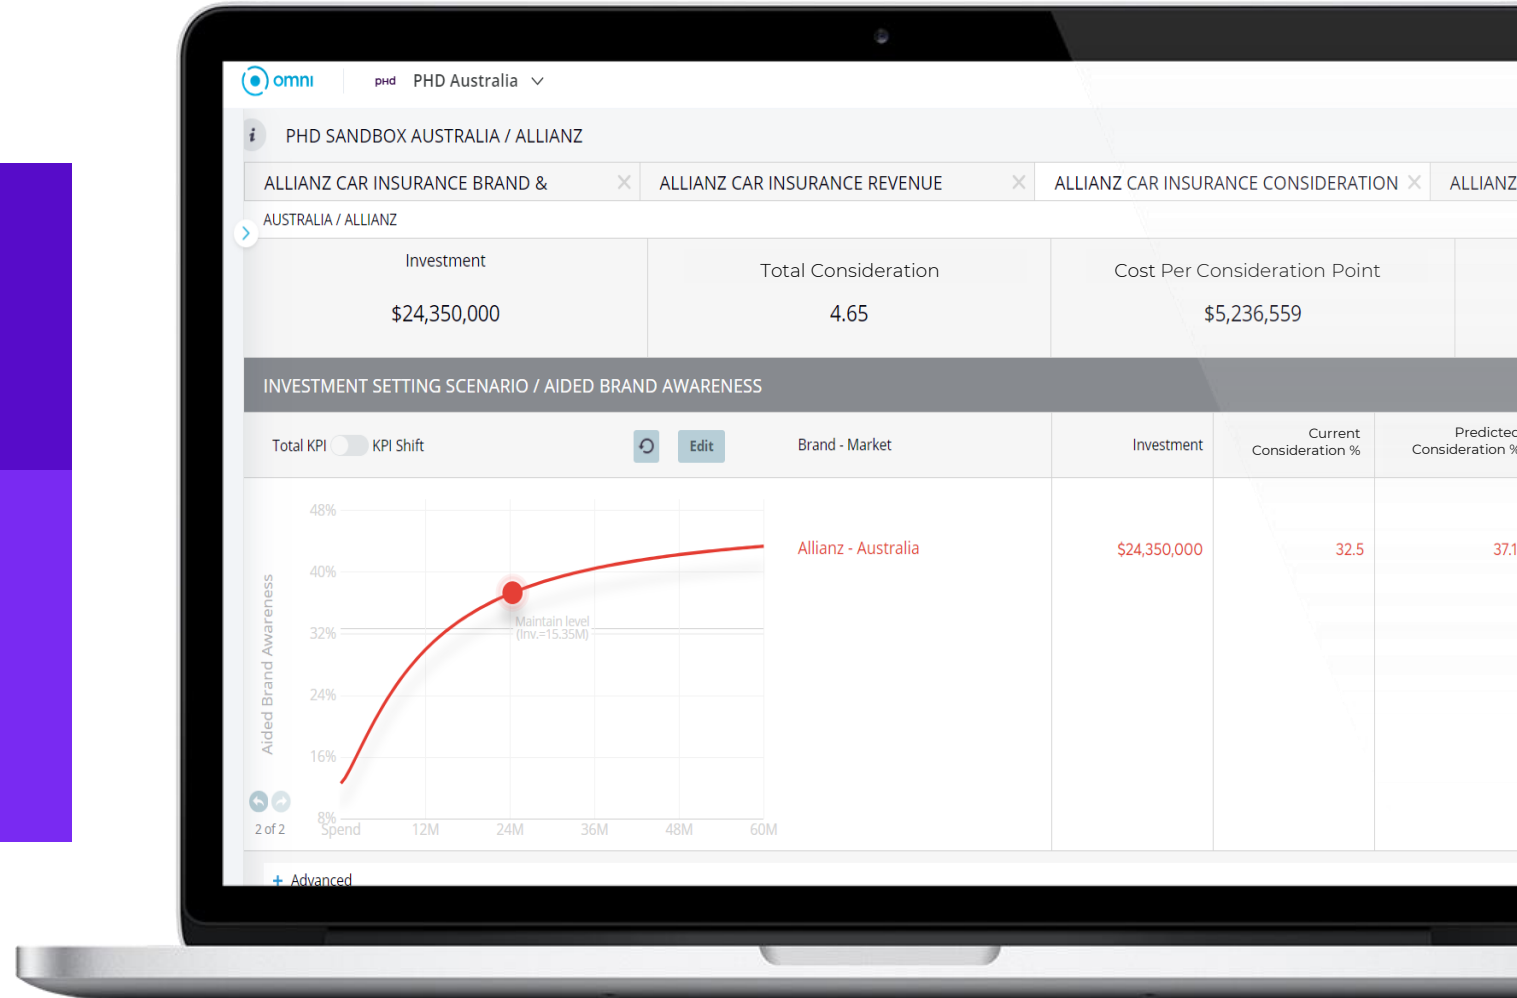 omni
phd PHD Australia
i PHD SANDBOX AUSTRALIA / ALLIANZ
ALLIANZ CAR INSURANCE BRAND &
ALLIANZ CAR INSURANCE REVENUE
ALLIANZ CAR INSURANCE CONSIDERATION
ALLIANZ
AUSTRALIA / ALLIANZ
Investment
$24,350,000
Total Consideration
4.65
Cost Per Consideration Point
$5,236,559
INVESTMENT SETTING SCENARIO / AIDED BRAND AWARENESS
Total KPI KPI Shift
Edit
Brand - Market
Investment
Current
Consideration %
Predicted
Consideration %
48%
40%
32%
24%
16%
8%
Aided Brand Awareness
Maintain level
(Inv.=15.35M)
Spend 12M 24M 36M 48M 60M
2 of 2
Allianz - Australia
$24,350,000
32.5
37.1
+ Advanced